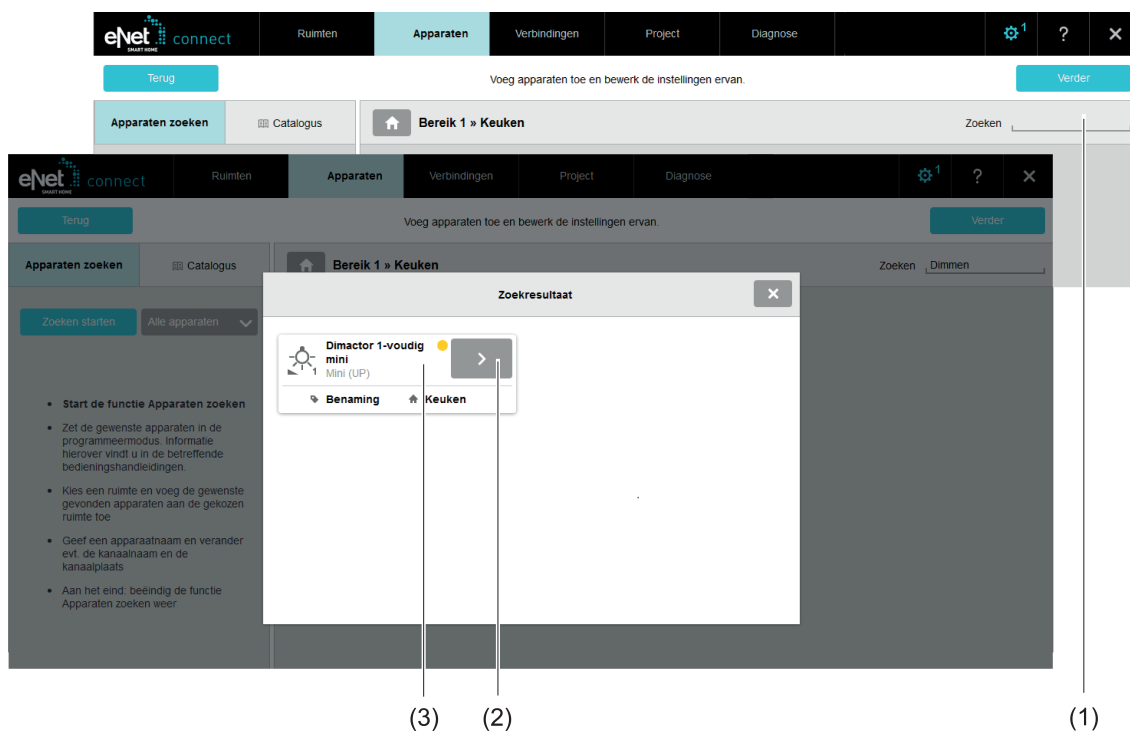 eNet SMART HOME connect Ruimten Apparaten Verbindingen Project Diagnose 1 ? ×
Terug Voeg apparaten toe en bewerk de instellingen ervan. Verder
Apparaten zoeken Catalogus Bereik 1 » Keuken Zoeken
eNet SMART HOME connect Ruimten Apparaten Verbindingen Project Diagnose 1 ? ×
Terug Voeg apparaten toe en bewerk de instellingen ervan. Verder
Apparaten zoeken Catalogus Bereik 1 » Keuken Zoeken Dimmen
Zoekresultaat ×
Zoeken starten Alle apparaten
Dimactor 1-voudig
mini
Mini (UP)
1
Benaming Keuken
• Start de functie Apparaten zoeken
• Zet de gewenste apparaten in de
programmeermodus. Informatie
hierover vindt u in de betreffende
bedieningshandleidingen.
• Kies een ruimte en voeg de gewenste
gevonden apparaten aan de gekozen
ruimte toe
• Geef een apparaatnaam en verander
evt. de kanaalnaam en de
kanaalplaats
• Aan het eind: beëindig de functie
Apparaten zoeken weer
(3) (2) (1)